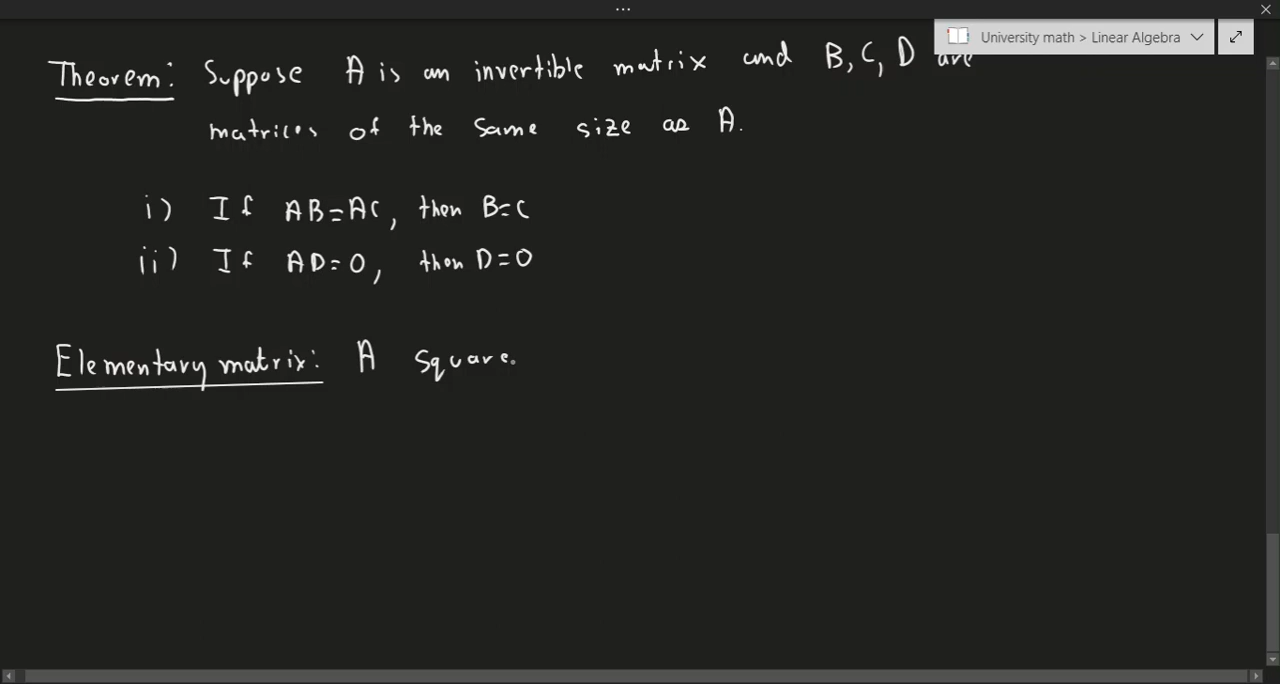 University math > Linear Algebra
Theorem: Suppose A is an invertible matrix and B, C, D are
matrices of the same size as A.
i) If AB=AC, then B=C
ii) If AD=0, then D=0
Elementary matrix: A square